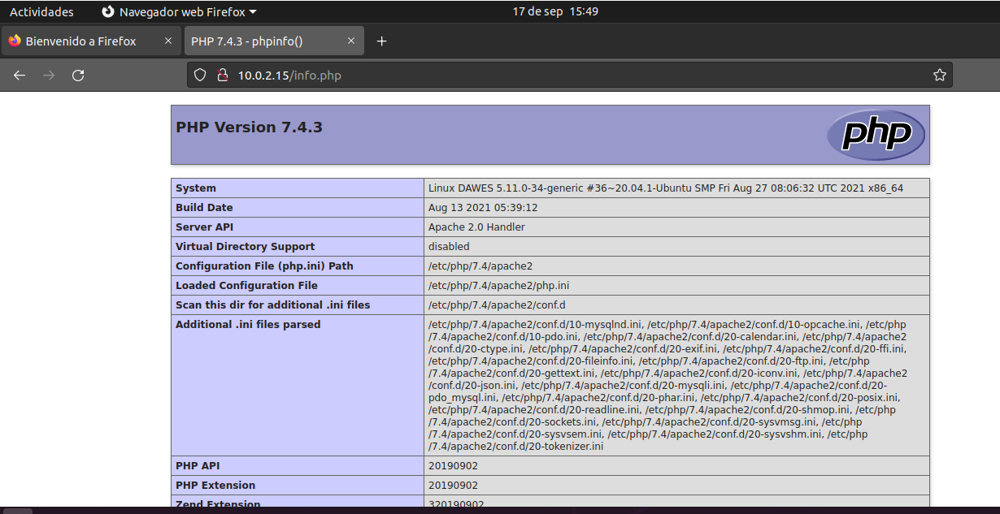 Actividades Navegador web Firefox 17 de sep 15:49
Bienvenido a Firefox PHP 7.4.3 - phpinfo()
10.0.2.15/info.php
PHP Version 7.4.3 php
System Linux DAWES 5.11.0-34-generic #36~20.04.1-Ubuntu SMP Fri Aug 27 08:06:32 UTC 2021 x86_64
Build Date Aug 13 2021 05:39:12
Server API Apache 2.0 Handler
Virtual Directory Support disabled
Configuration File (php.ini) Path /etc/php/7.4/apache2
Loaded Configuration File /etc/php/7.4/apache2/php.ini
Scan this dir for additional .ini files /etc/php/7.4/apache2/conf.d
Additional .ini files parsed /etc/php/7.4/apache2/conf.d/10-mysqlnd.ini, /etc/php/7.4/apache2/conf.d/10-opcache.ini, /etc/php
/7.4/apache2/conf.d/10-pdo.ini, /etc/php/7.4/apache2/conf.d/20-calendar.ini, /etc/php/7.4/apache2
/conf.d/20-ctype.ini, /etc/php/7.4/apache2/conf.d/20-exif.ini, /etc/php/7.4/apache2/conf.d/20-ffi.ini,
/etc/php/7.4/apache2/conf.d/20-fileinfo.ini, /etc/php/7.4/apache2/conf.d/20-ftp.ini, /etc/php
/7.4/apache2/conf.d/20-gettext.ini, /etc/php/7.4/apache2/conf.d/20-iconv.ini, /etc/php/7.4/apache2
/conf.d/20-json.ini, /etc/php/7.4/apache2/conf.d/20-mysqli.ini, /etc/php/7.4/apache2/conf.d/20-
pdo_mysql.ini, /etc/php/7.4/apache2/conf.d/20-phar.ini, /etc/php/7.4/apache2/conf.d/20-posix.ini,
/etc/php/7.4/apache2/conf.d/20-readline.ini, /etc/php/7.4/apache2/conf.d/20-shmop.ini, /etc/php
/7.4/apache2/conf.d/20-sockets.ini, /etc/php/7.4/apache2/conf.d/20-sysvmsg.ini, /etc/php
/7.4/apache2/conf.d/20-sysvsem.ini, /etc/php/7.4/apache2/conf.d/20-sysvshm.ini, /etc/php
/7.4/apache2/conf.d/20-tokenizer.ini
PHP API 20190902
PHP Extension 20190902
Zend Extension 320190902